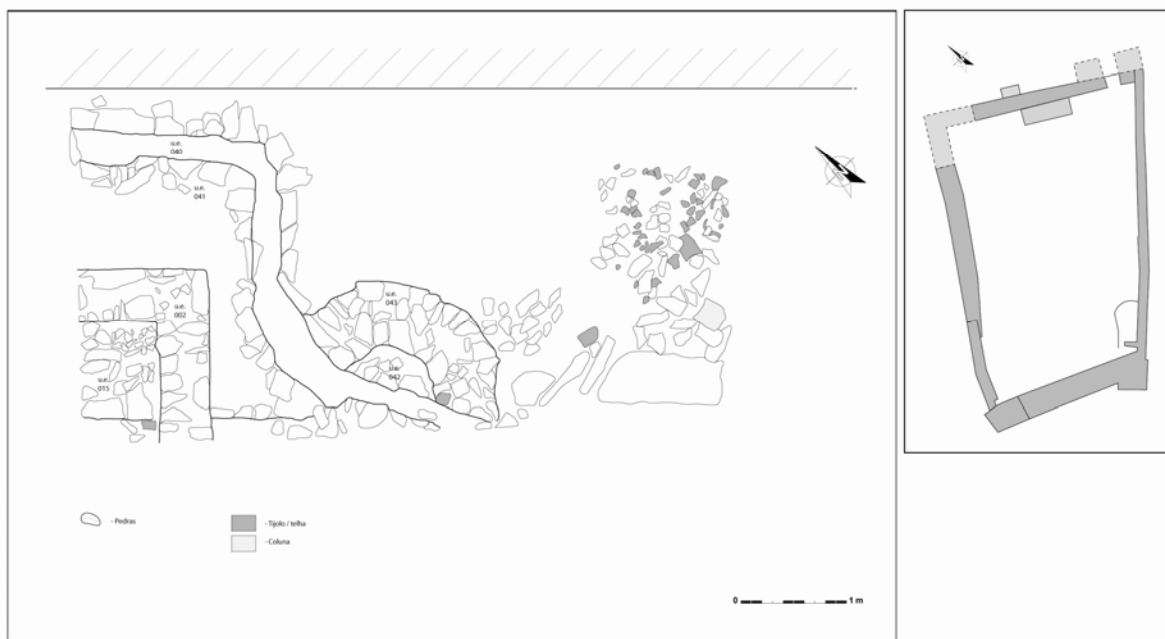 u.e.
040
u.e.
041
u.e.
002
u.e.
043
u.e.
042
u.e.
015
- Pedras
- Tijolo / telha
- Coluna
0
1 m